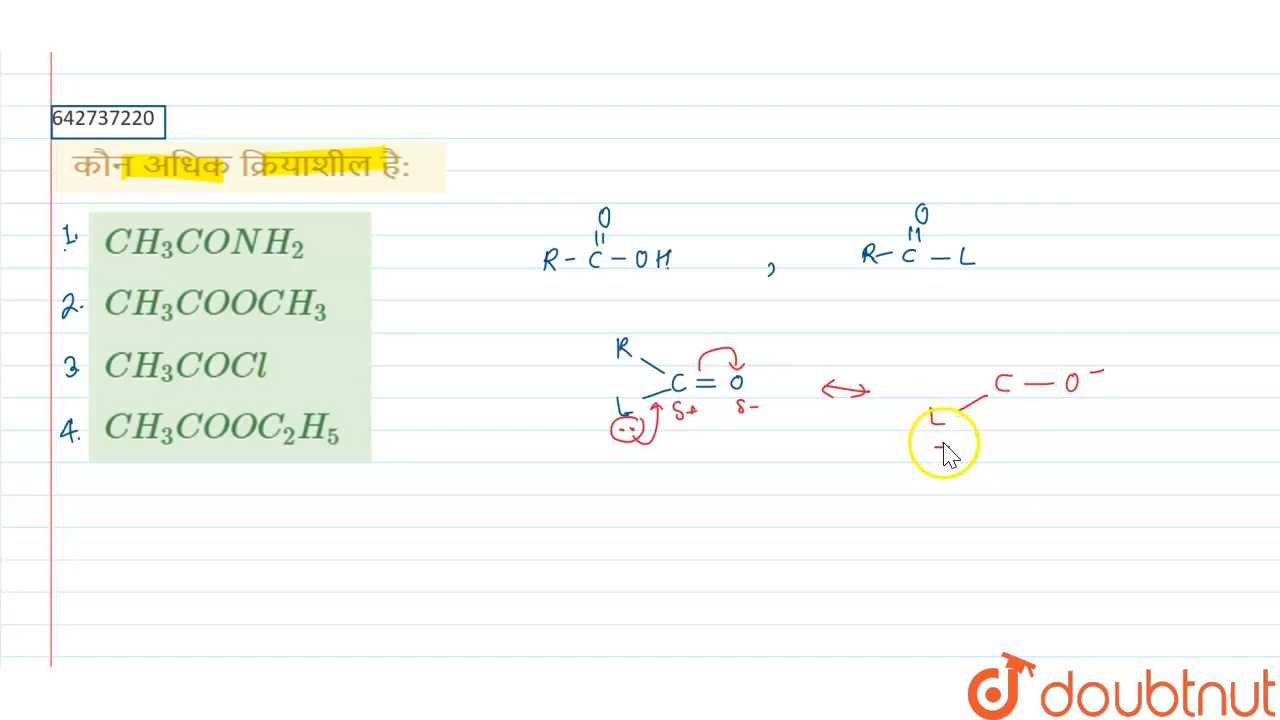 642737220
कौन अधिक क्रियाशील है:
1. CH₃CONH₂
2. CH₃COOCH₃
3. CH₃COCl
4. CH₃COOC₂H₅
O
||
R - C - OH
,
O
||
R - C - L
R
C = O
L
δ+ δ-
↔
C — O⁻
L
doubtnut